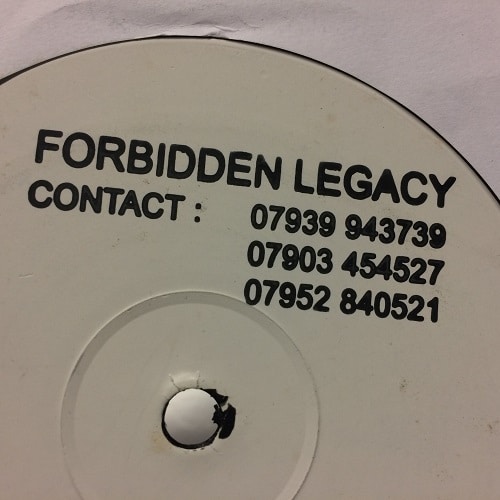 FORBIDDEN LEGACY
CONTACT : 07939 943739
07903 454527
07952 840521